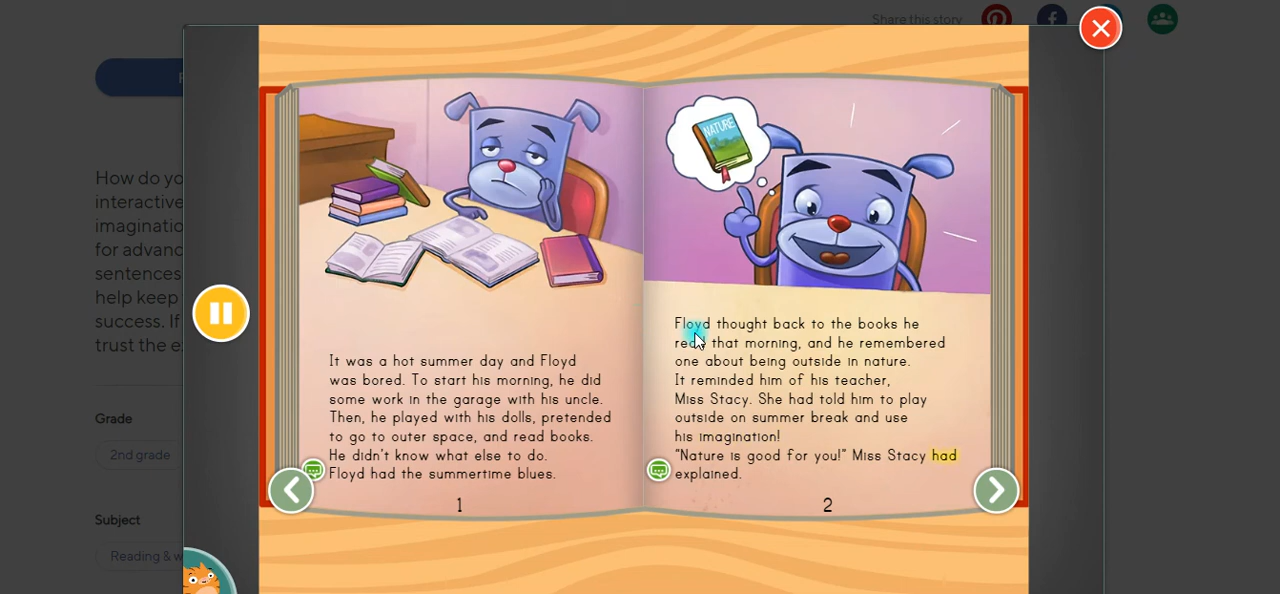 Share this story
How do yo
interactive
imaginatio
for advanc
sentences
help keep
success. If
trust the e
Grade
2nd grade
Subject
Reading & w
It was a hot summer day and Floyd
was bored. To start his morning, he did
some work in the garage with his uncle.
Then, he played with his dolls, pretended
to go to outer space, and read books.
He didn't know what else to do.
Floyd had the summertime blues.
1
NATURE
Floyd thought back to the books he
read that morning, and he remembered
one about being outside in nature.
It reminded him of his teacher,
Miss Stacy. She had told him to play
outside on summer break and use
his imagination!
"Nature is good for you!" Miss Stacy had
explained.
2